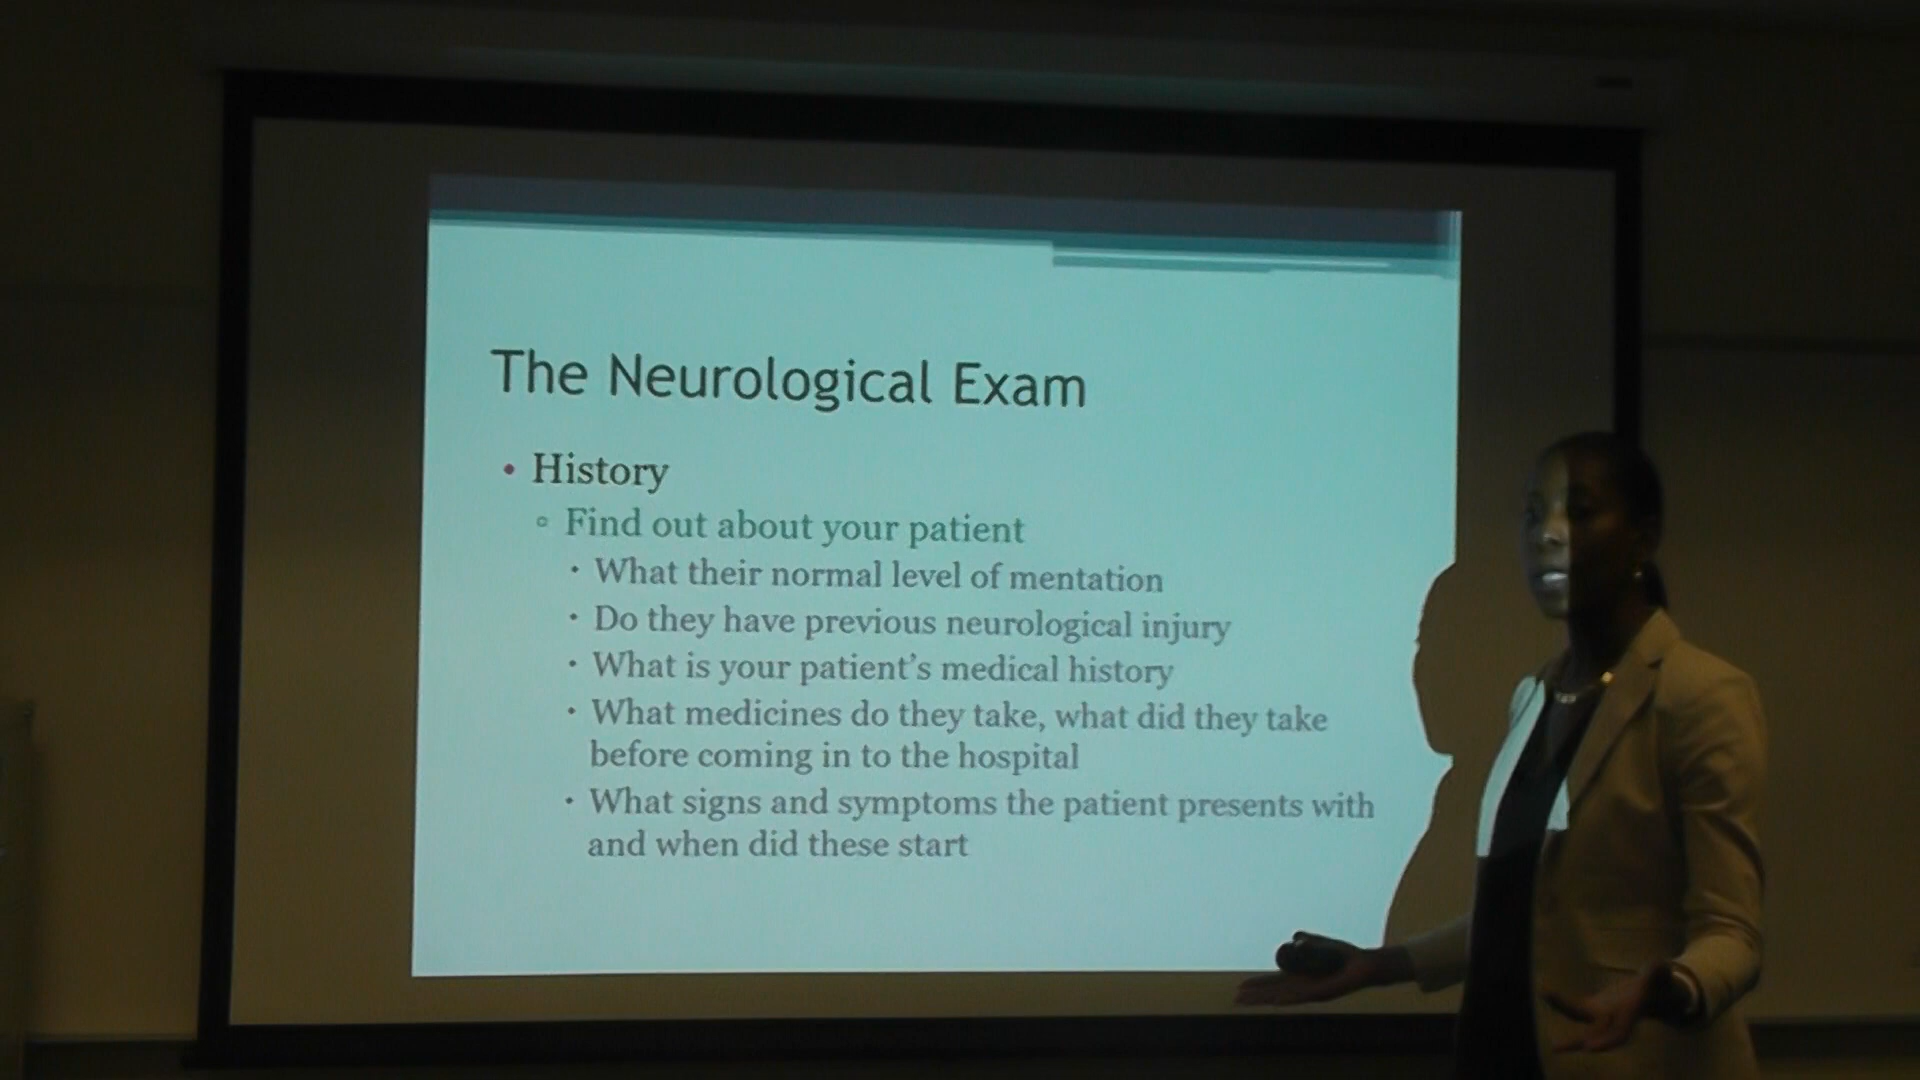 The Neurological Exam
• History
▫ Find out about your patient
• What their normal level of mentation
• Do they have previous neurological injury
• What is your patient’s medical history
• What medicines do they take, what did they take
before coming in to the hospital
• What signs and symptoms the patient presents with
and when did these start